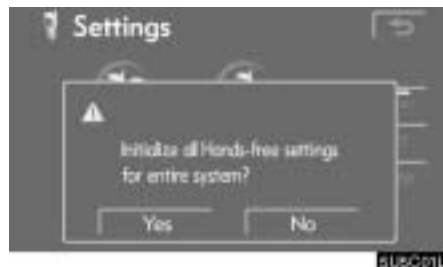 Settings
Initialize all Hands-free settings
for entire system?
Yes No